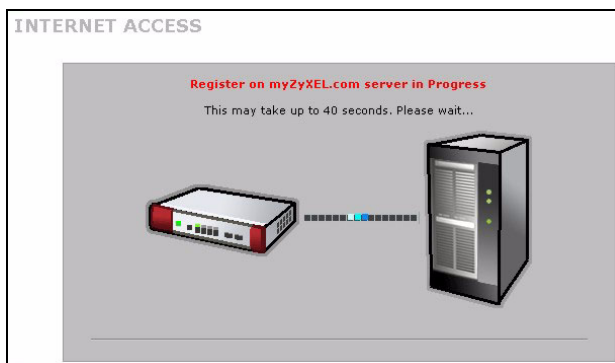 INTERNET ACCESS
Register on myZyXEL.com server in Progress
This may take up to 40 seconds. Please wait...